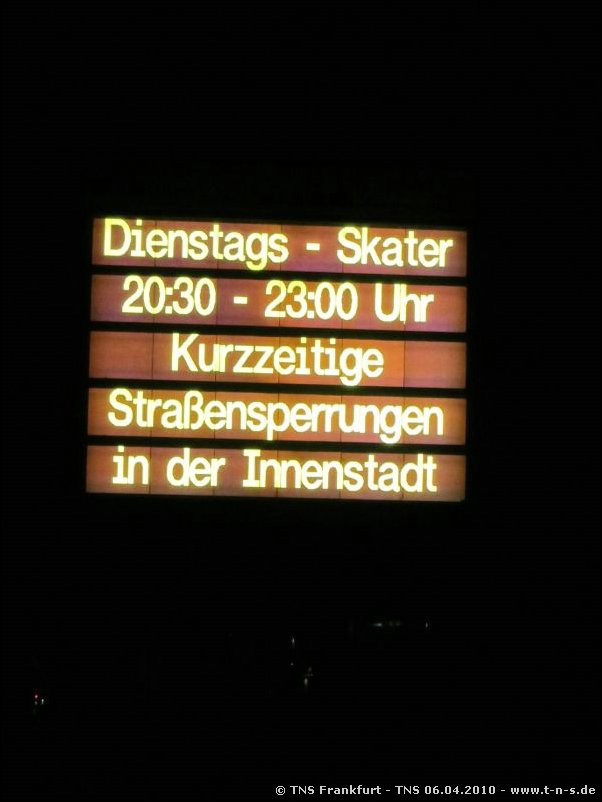 Dienstags - Skater
20:30 - 23:00 Uhr
Kurzzeitige
Straßensperrungen
in der Innenstadt
© TNS Frankfurt - TNS 06.04.2010 - www.t-n-s.de